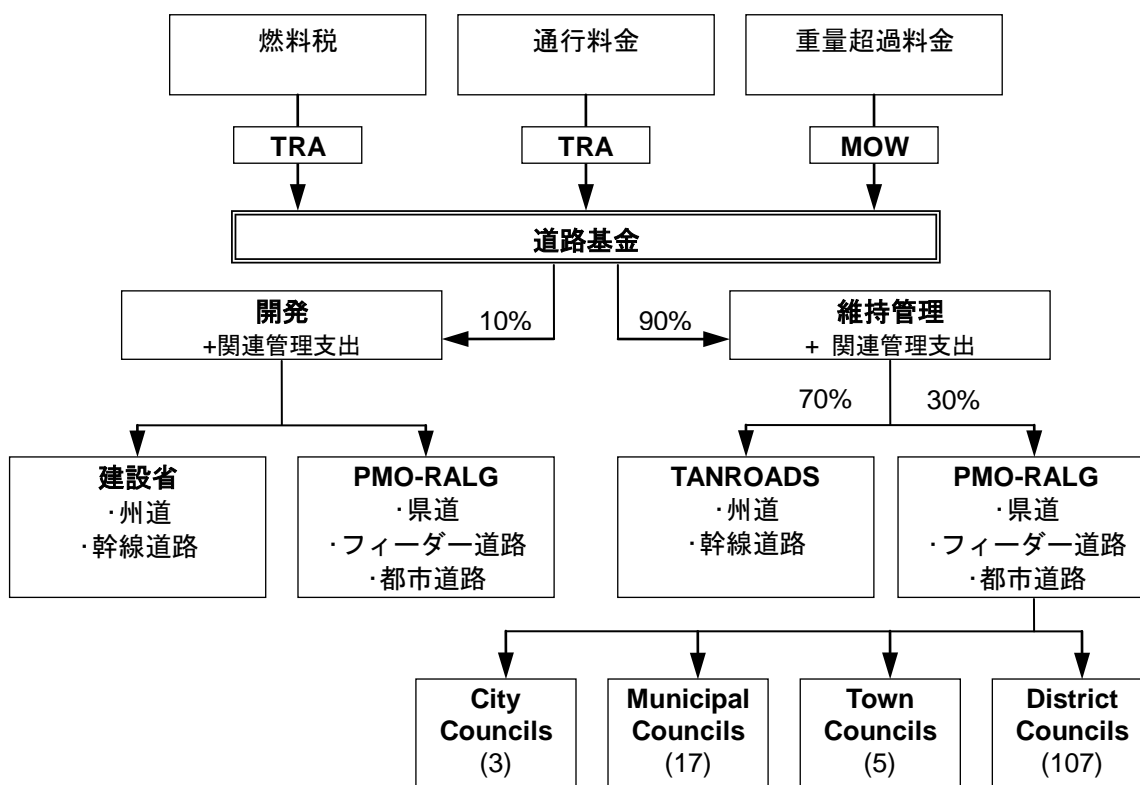 燃料税
通行料金
重量超過料金
TRA
TRA
MOW
道路基金
開発
+関連管理支出
10%
90%
維持管理
+ 関連管理支出
70%
30%
建設省
·州道
·幹線道路
PMO-RALG
·県道
·フィーダー道路
·都市道路
TANROADS
·州道
·幹線道路
PMO-RALG
·県道
·フィーダー道路
·都市道路
City
Councils
(3)
Municipal
Councils
(17)
Town
Councils
(5)
District
Councils
(107)